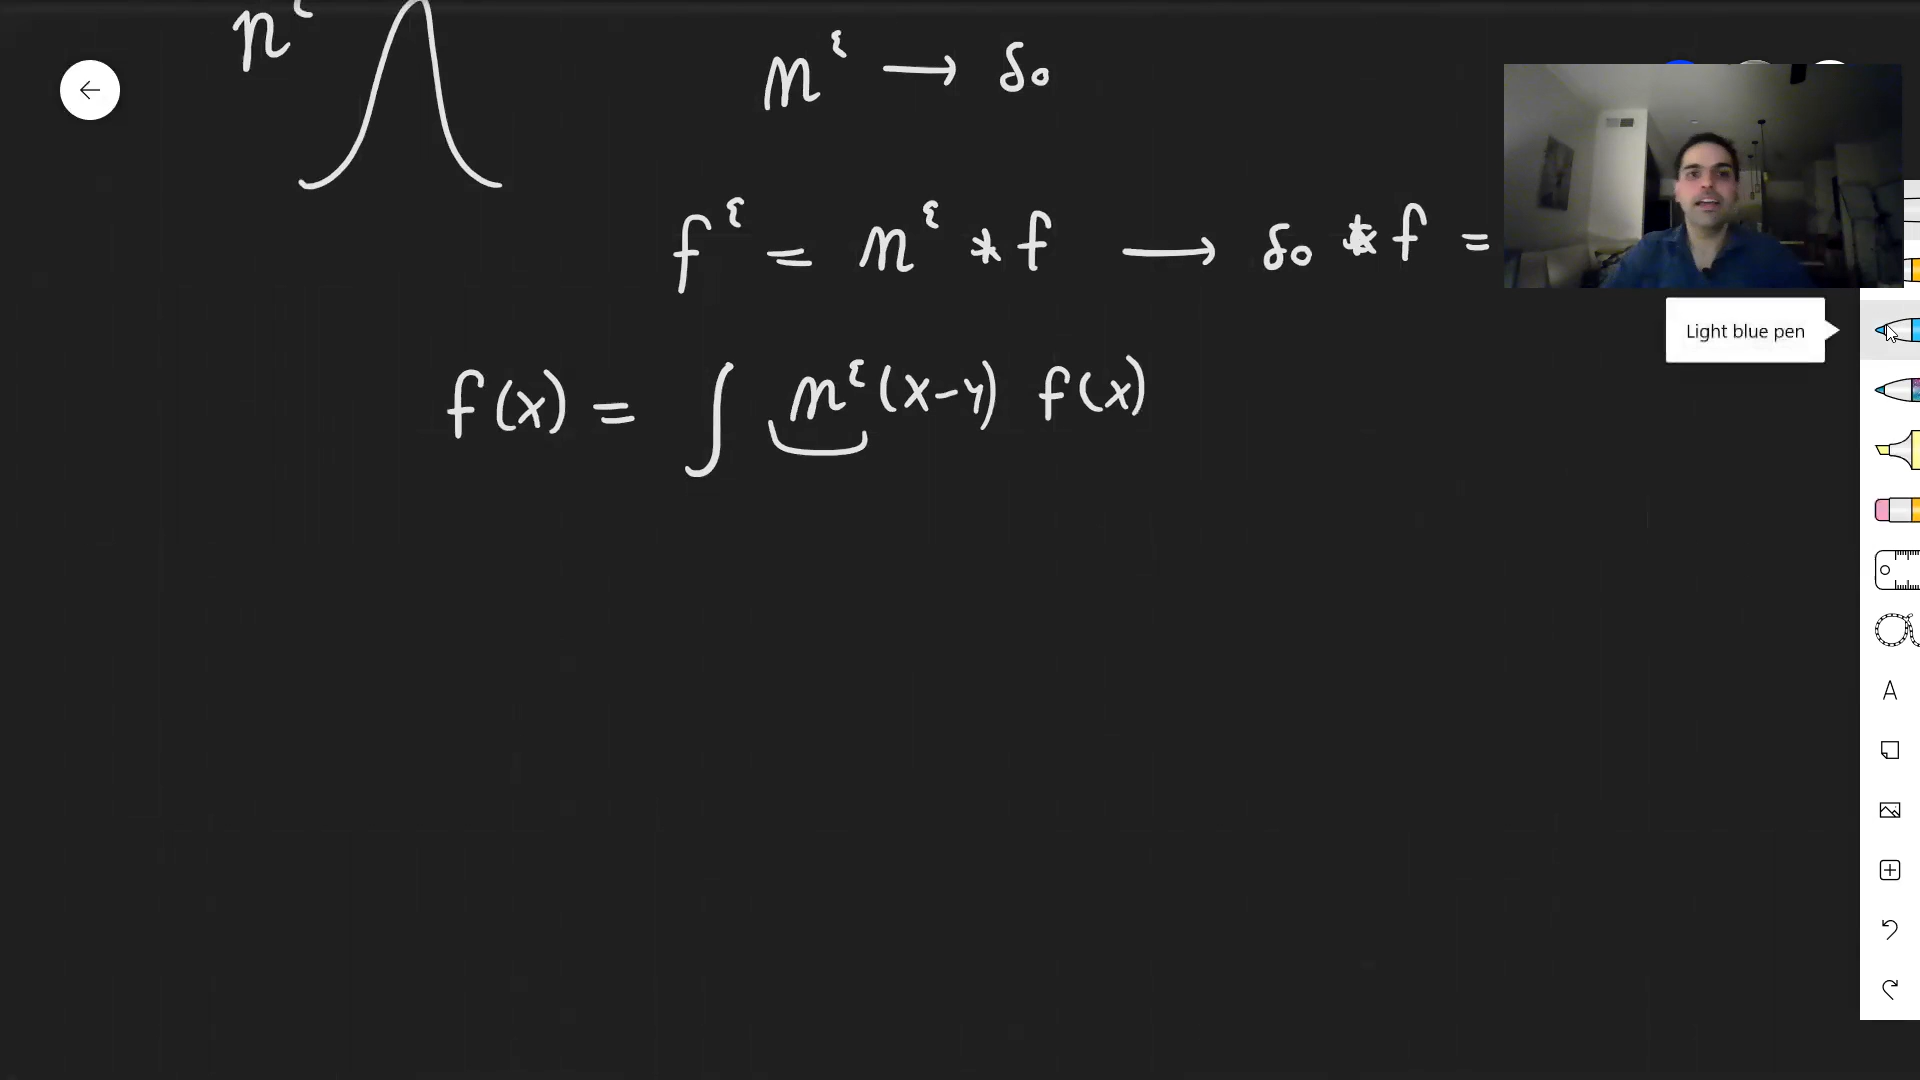 η^ε
η^ε → δ₀
f^ε = η^ε * f → δ₀ * f =
f(x) = ∫ η^ε(x-y) f(x)
Light blue pen
A